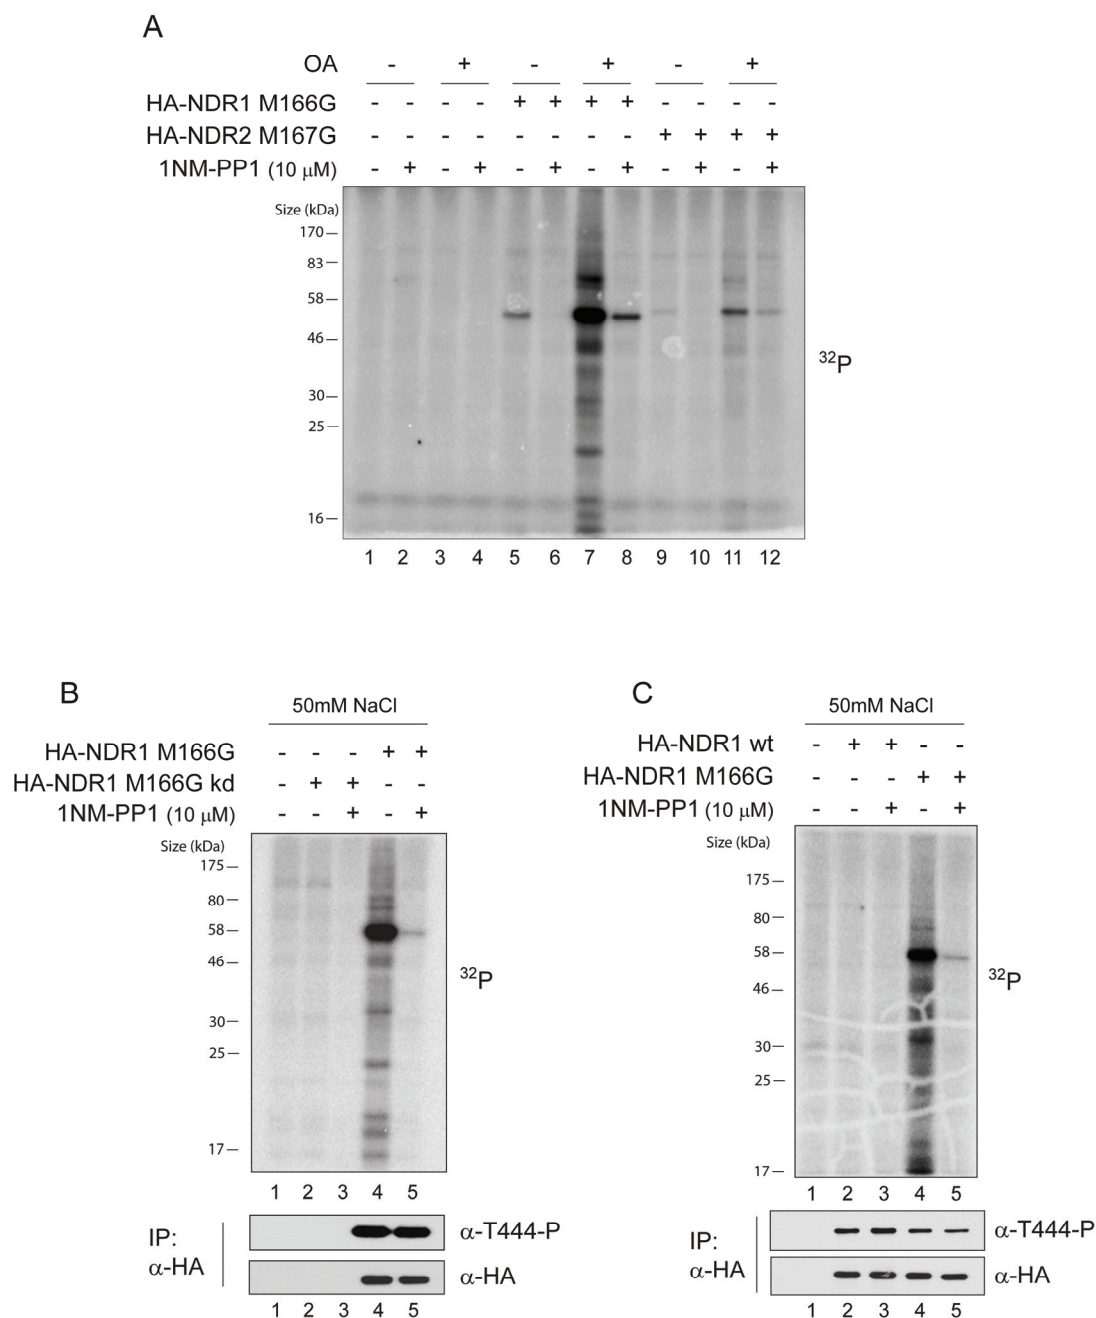 A
OA - + - + - +
HA-NDR1 M166G - - - - + + + + - - - -
HA-NDR2 M167G - - - - - - - - + + + +
1NM-PP1 (10 μM) - + - + - + - + - + - +
Size (kDa)
170
83
58
46
30
25
16
³²P
1 2 3 4 5 6 7 8 9 10 11 12
B
50mM NaCl
HA-NDR1 M166G - - - + +
HA-NDR1 M166G kd - + + - -
1NM-PP1 (10 μM) - - + - +
Size (kDa)
175
80
58
46
30
25
17
³²P
1 2 3 4 5
IP:
α-HA
α-T444-P
α-HA
1 2 3 4 5
C
50mM NaCl
HA-NDR1 wt - + + - -
HA-NDR1 M166G - - - + +
1NM-PP1 (10 μM) - - + - +
Size (kDa)
175
80
58
46
30
25
17
³²P
1 2 3 4 5
IP:
α-HA
α-T444-P
α-HA
1 2 3 4 5